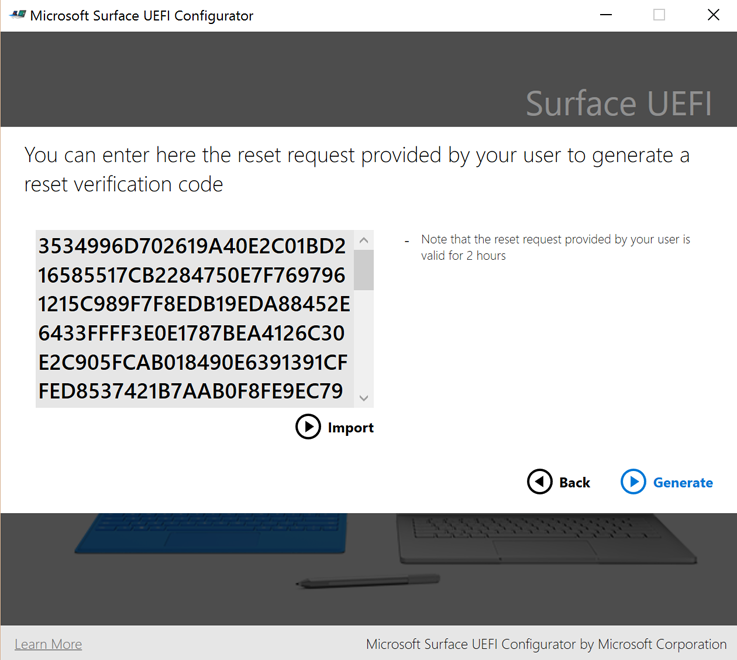 Microsoft Surface UEFI Configurator
Surface UEFI
You can enter here the reset request provided by your user to generate a
reset verification code
3534996D702619A40E2C01BD2
16585517CB2284750E7F769796
1215C989F7F8EDB19EDA88452E
6433FFFF3E0E1787BEA4126C30
E2C905FCAB018490E6391391CF
FED8537421B7AAB0F8FE9EC79
- Note that the reset request provided by your user is
valid for 2 hours
Import
Back
Generate
Learn More
Microsoft Surface UEFI Configurator by Microsoft Corporation